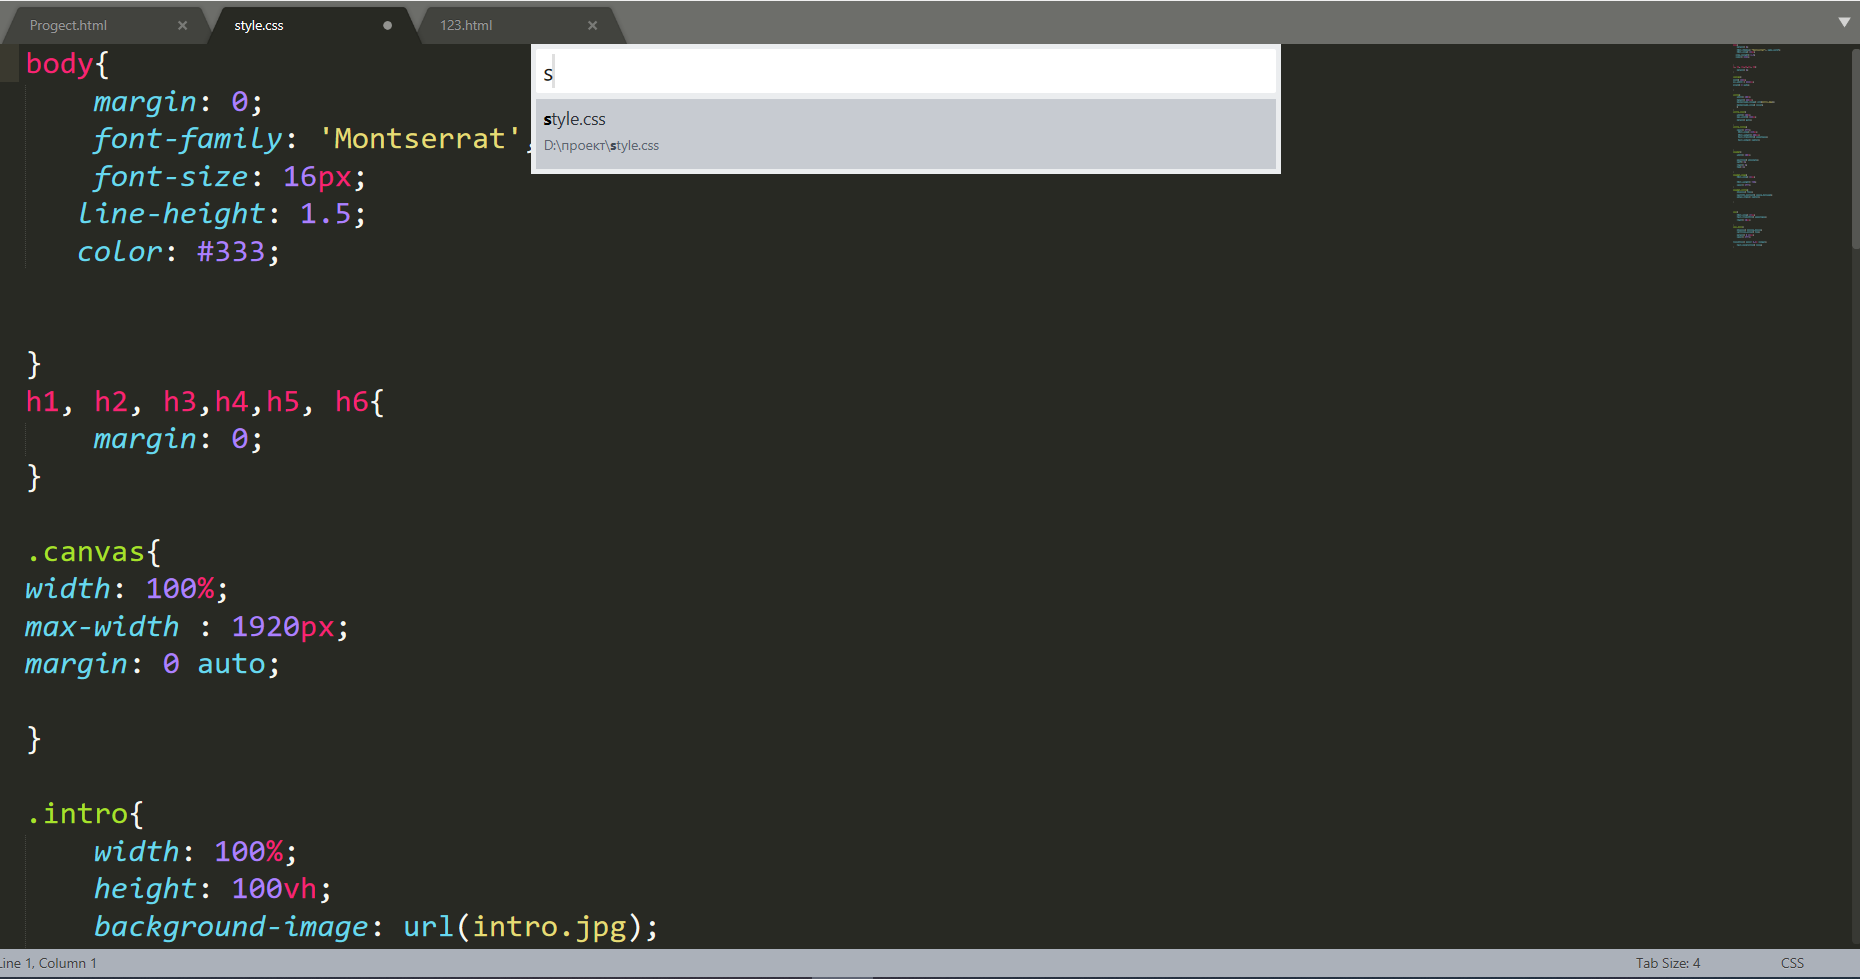 Progect.html
style.css
123.html
s
style.css
D:\проект\style.css
body{
margin: 0;
font-family: 'Montserrat',
font-size: 16px;
line-height: 1.5;
color: #333;
}
h1, h2, h3,h4,h5, h6{
margin: 0;
}
.canvas{
width: 100%;
max-width : 1920px;
margin: 0 auto;
}
.intro{
width: 100%;
height: 100vh;
background-image: url(intro.jpg);
Line 1, Column 1
Tab Size: 4
CSS